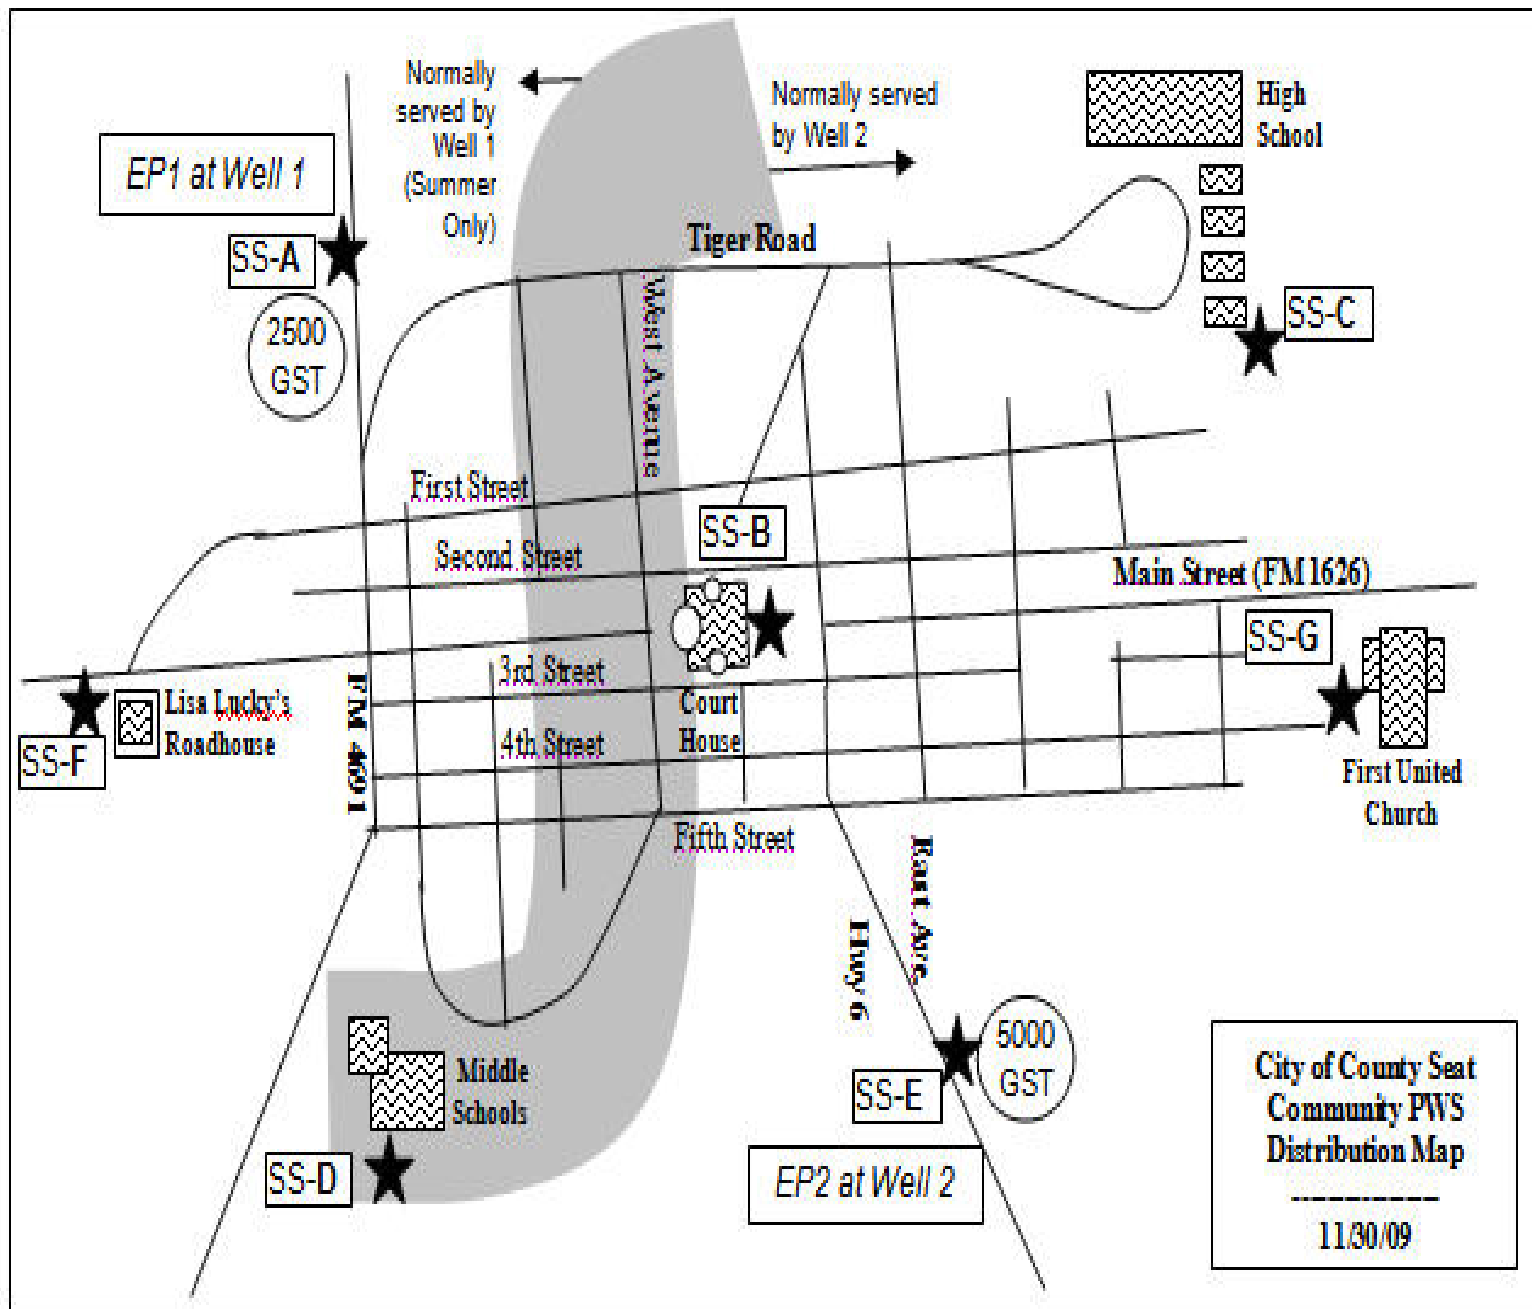 Normally
served by
Well 1
(Summer
Only)
Normally served
by Well 2
High
School
EP1 at Well 1
SS-A
2500
GST
Tiger Road
West Avenue
SS-C
First Street
SS-B
Second Street
Main Street (FM 1626)
SS-G
3rd Street
Court
House
Lisa Lucky's
Roadhouse
FM 4691
SS-F
4th Street
First United
Church
Fifth Street
East Ave.
Hwy 6
Middle
Schools
5000
GST
SS-E
SS-D
EP2 at Well 2
City of County Seat
Community PWS
Distribution Map
-----------
11/30/09